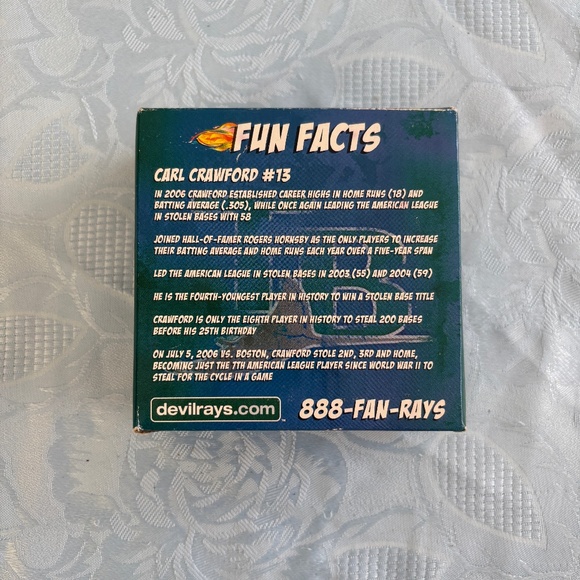 FUN FACTS
CARL CRAWFORD #13
IN 2006 CRAWFORD ESTABLISHED CAREER HIGHS IN HOME RUNS (18) AND
BATTING AVERAGE (.305), WHILE ONCE AGAIN LEADING THE AMERICAN LEAGUE
IN STOLEN BASES WITH 58
JOINED HALL-OF-FAMER ROGERS HORNSBY AS THE ONLY PLAYERS TO INCREASE
THEIR BATTING AVERAGE AND HOME RUNS EACH YEAR OVER A FIVE-YEAR SPAN
LED THE AMERICAN LEAGUE IN STOLEN BASES IN 2003 (55) AND 2004 (59)
HE IS THE FOURTH-YOUNGEST PLAYER IN HISTORY TO WIN A STOLEN BASE TITLE
CRAWFORD IS ONLY THE EIGHTH PLAYER IN HISTORY TO STEAL 200 BASES
BEFORE HIS 25TH BIRTHDAY
ON JULY 5, 2006 VS. BOSTON, CRAWFORD STOLE 2ND, 3RD AND HOME,
BECOMING JUST THE 7TH AMERICAN LEAGUE PLAYER SINCE WORLD WAR II TO
STEAL FOR THE CYCLE IN A GAME
devilrays.com™ 888-FAN-RAYS